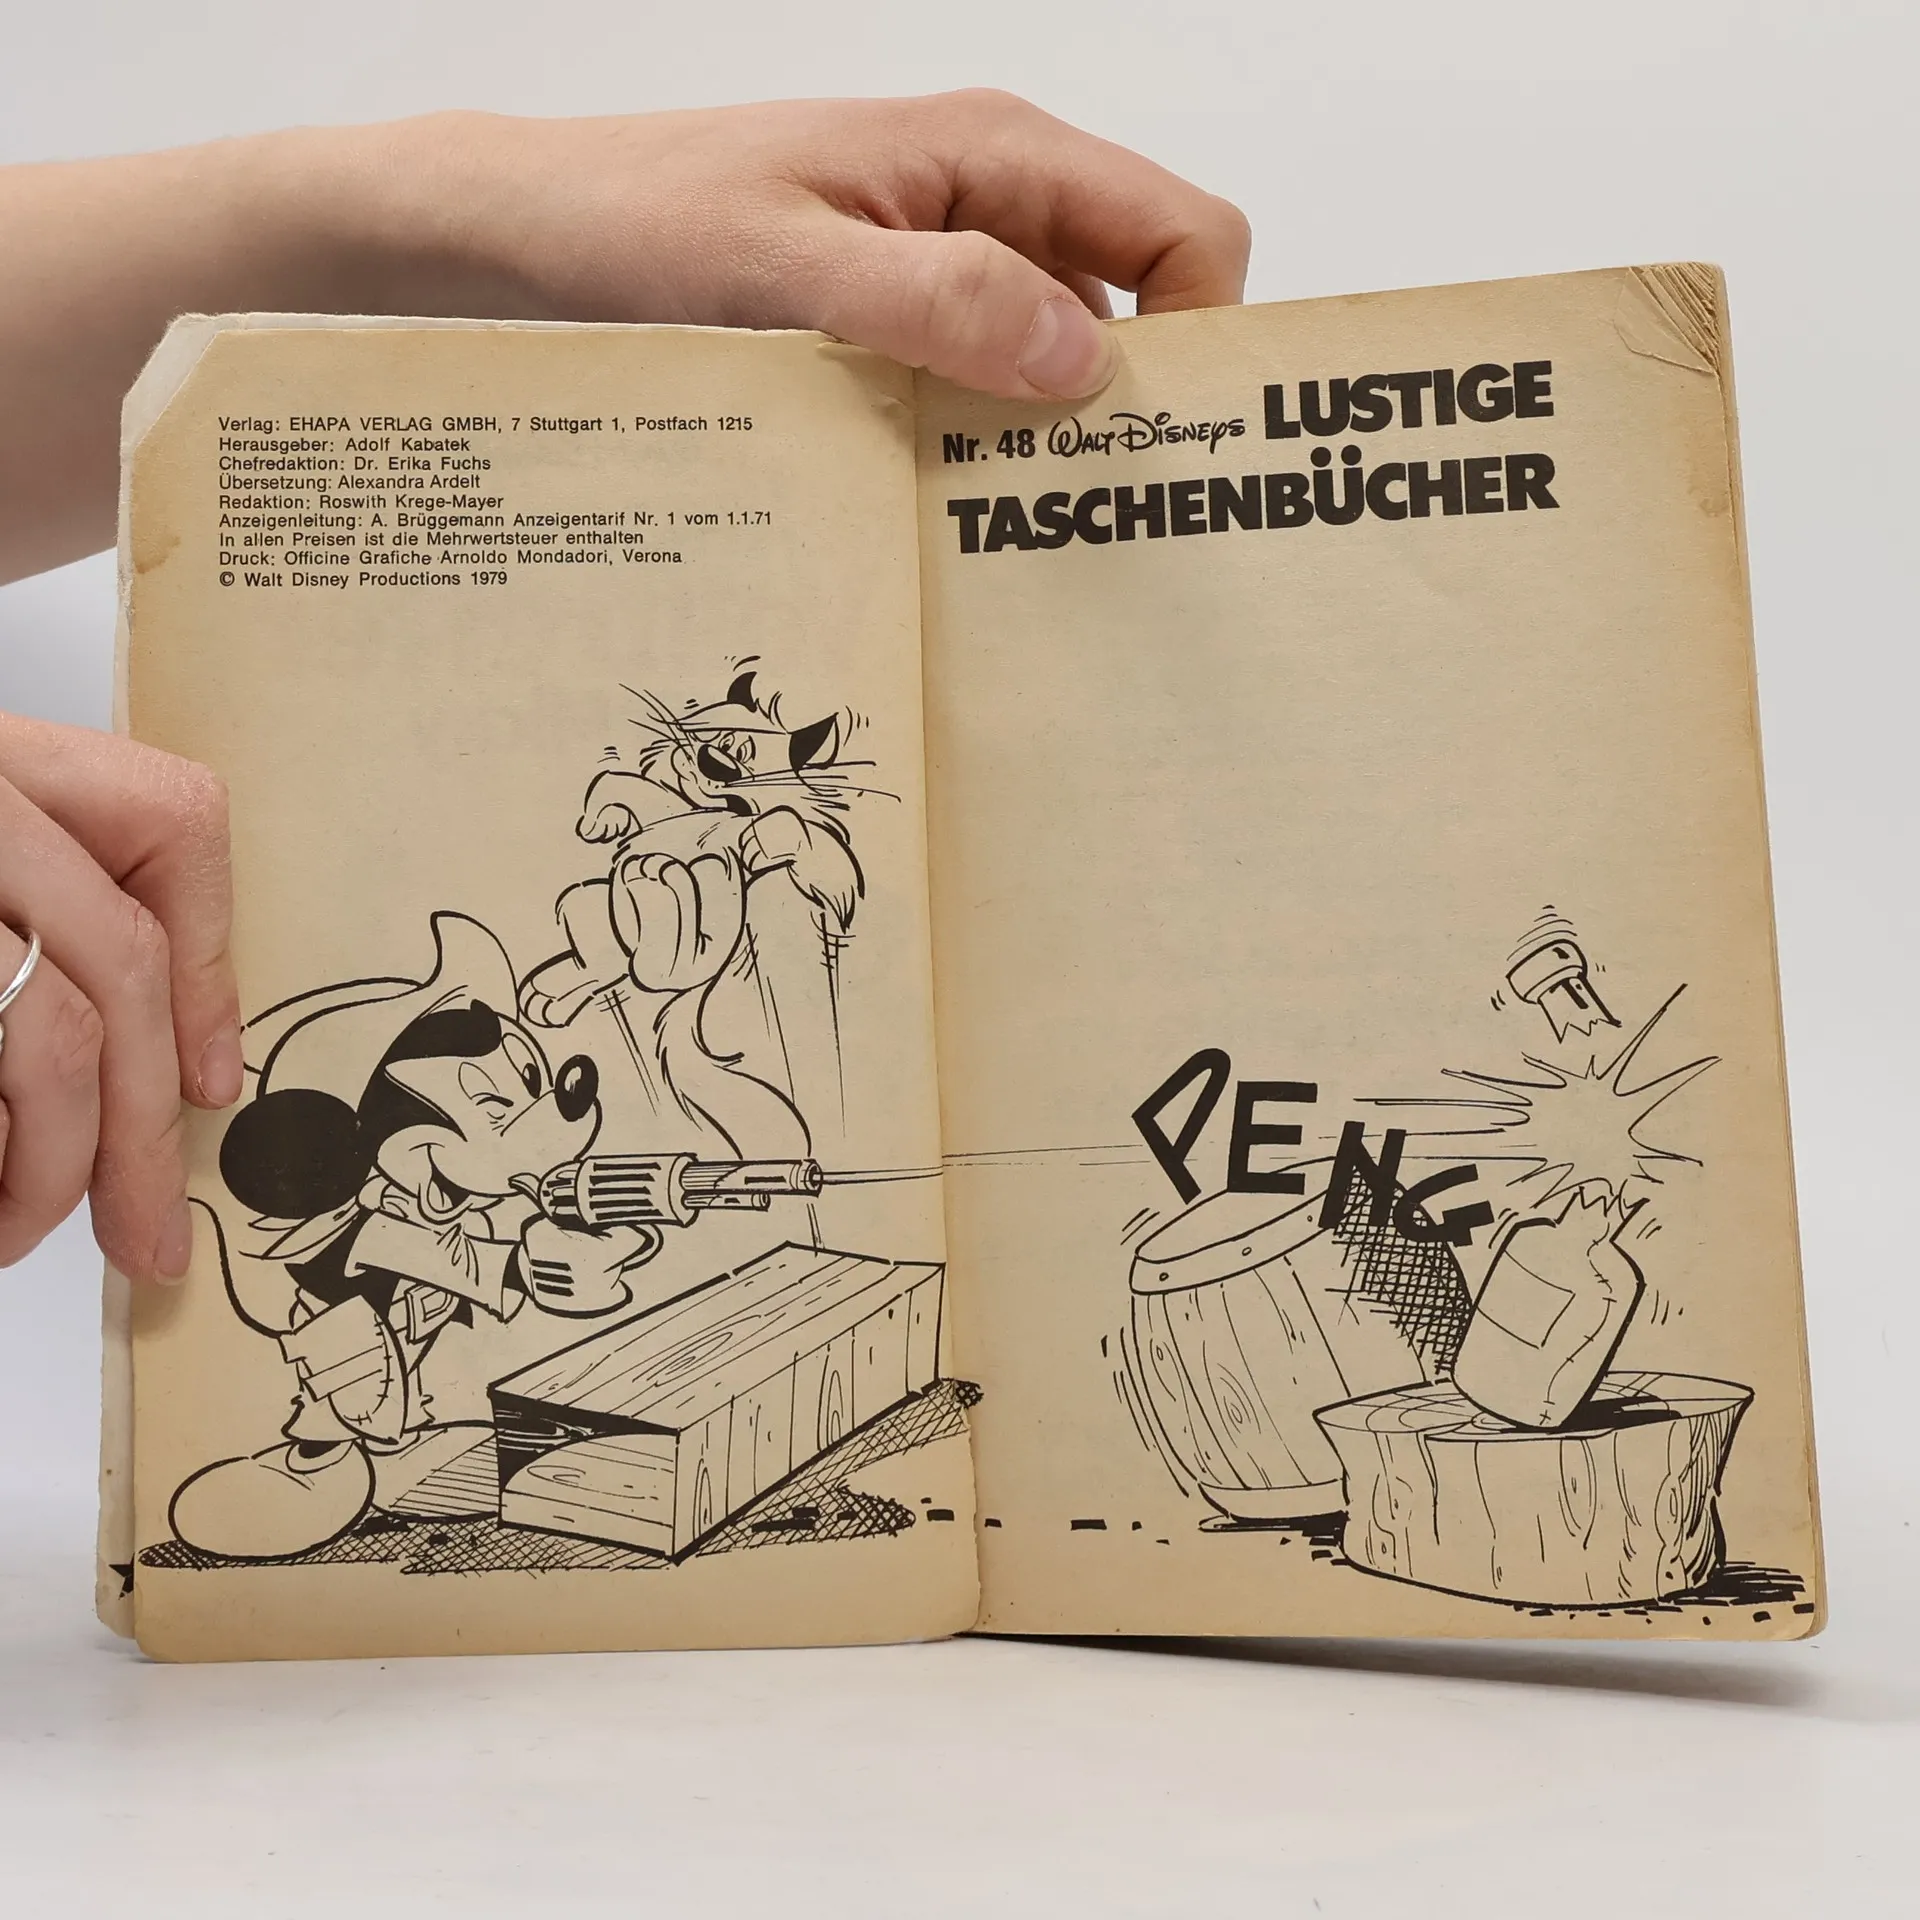 Verlag: EHAPA VERLAG GMBH, 7 Stuttgart 1, Postfach 1215
Herausgeber: Adolf Kabatek
Chefredaktion: Dr. Erika Fuchs
Übersetzung: Alexandra Ardelt
Redaktion: Roswith Krege-Mayer
Anzeigenleitung: A. Brüggemann Anzeigentarif Nr. 1 vom 1.1.71
In allen Preisen ist die Mehrwertsteuer enthalten
Druck: Officine Grafiche Arnoldo Mondadori, Verona
© Walt Disney Productions 1979
Nr. 48 Walt Disneys LUSTIGE
TASCHENBÜCHER
PENG